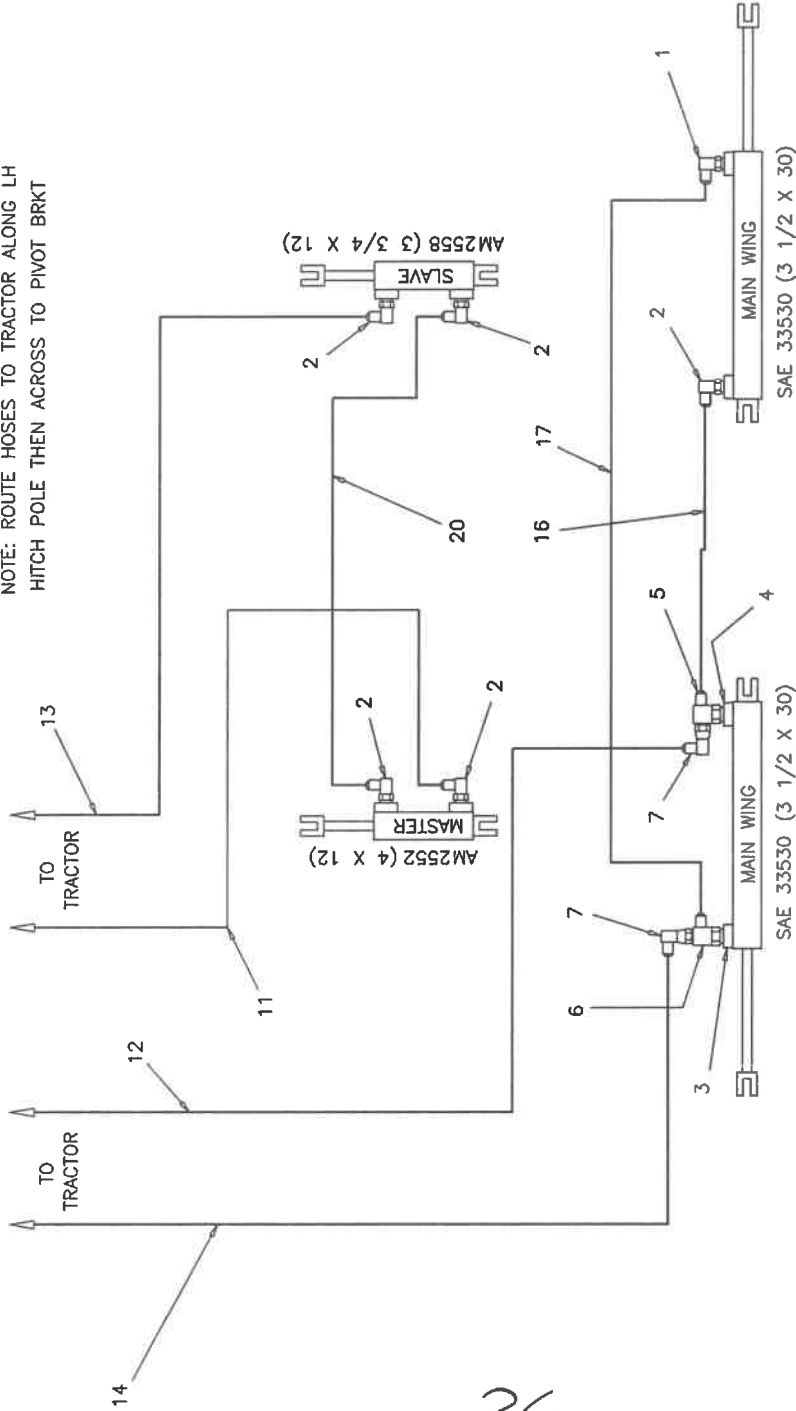 NOTE: ROUTE HOSES TO TRACTOR ALONG LH
HITCH POLE THEN ACROSS TO PIVOT BRKT
TO
TRACTOR
TO
TRACTOR
14
12
11
13
MASTER
AM2552 (4 X 12)
2
2
20
SLAVE
AM2558 (3 3/4 X 12)
2
2
17
16
7
6
3
7
5
4
MAIN WING
SAE 33530 (3 1/2 X 30)
2
1
MAIN WING
SAE 33530 (3 1/2 X 30)